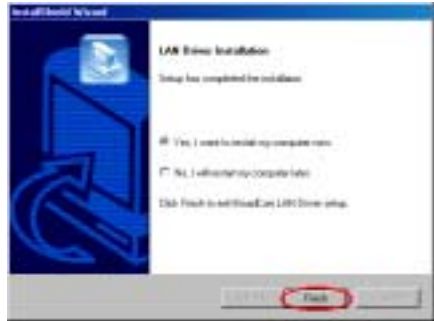 InstallShield Wizard
LAN Driver Installation
Setup has completed the installation.
Yes, I want to restart my computer now.
No, I will restart my computer later.
Click Finish to exit BroadCom LAN Driver setup.
Finish